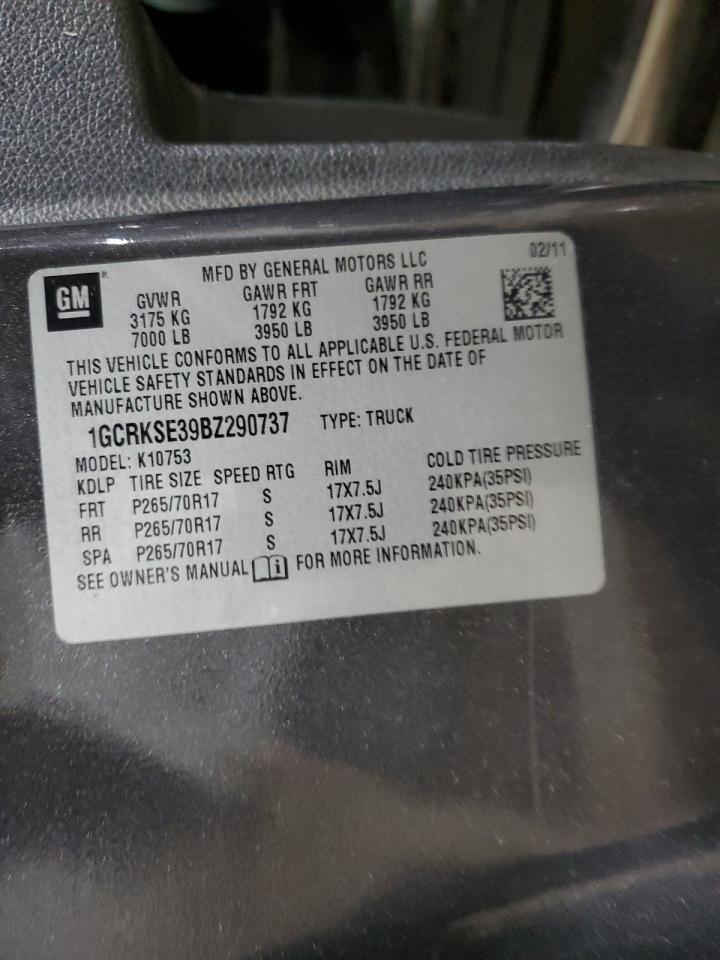 02/11
MFD BY GENERAL MOTORS LLC
GM®
GVWR GAWR FRT GAWR RR
3175 KG 1792 KG 1792 KG
7000 LB 3950 LB 3950 LB
THIS VEHICLE CONFORMS TO ALL APPLICABLE U.S. FEDERAL MOTOR
VEHICLE SAFETY STANDARDS IN EFFECT ON THE DATE OF
MANUFACTURE SHOWN ABOVE.
1GCRKSE39BZ290737 TYPE: TRUCK
MODEL: K10753
KDLP TIRE SIZE SPEED RTG RIM COLD TIRE PRESSURE
FRT P265/70R17 S 17X7.5J 240KPA(35PSI)
RR P265/70R17 S 17X7.5J 240KPA(35PSI)
SPA P265/70R17 S 17X7.5J 240KPA(35PSI)
SEE OWNER'S MANUAL i FOR MORE INFORMATION.